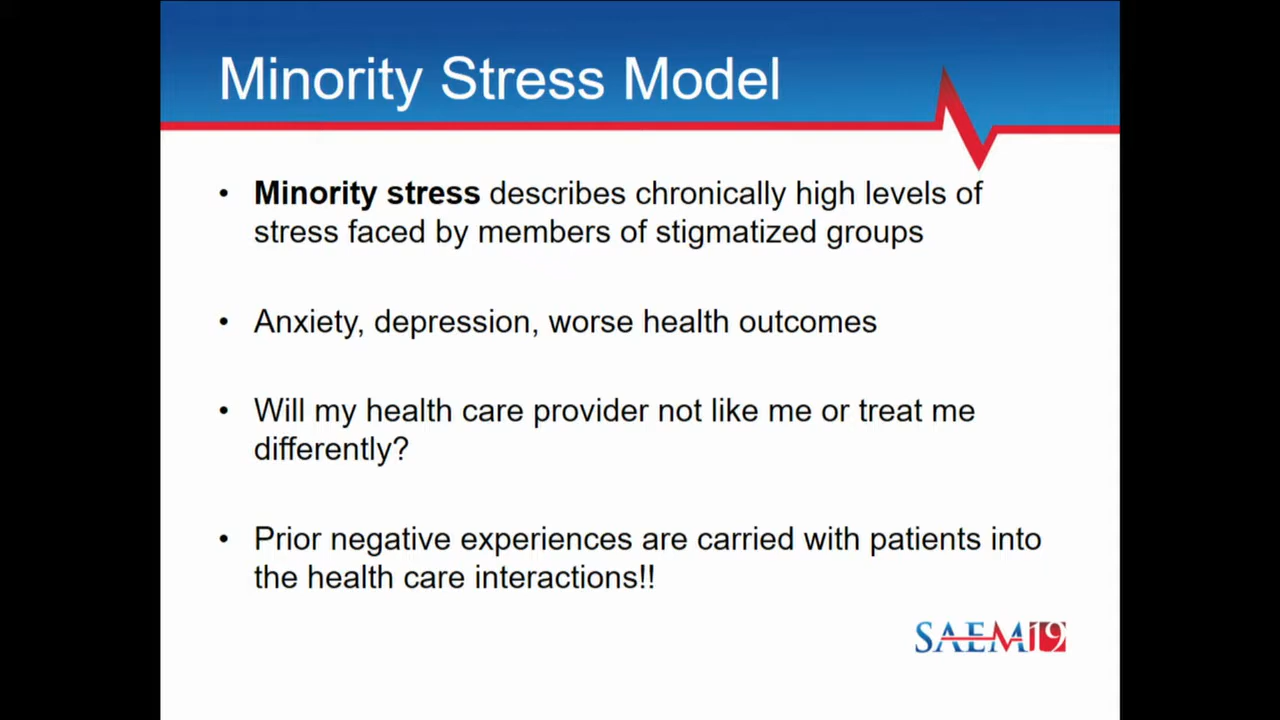 Minority Stress Model
• Minority stress describes chronically high levels of
stress faced by members of stigmatized groups
• Anxiety, depression, worse health outcomes
• Will my health care provider not like me or treat me
differently?
• Prior negative experiences are carried with patients into
the health care interactions!!
SAEM19